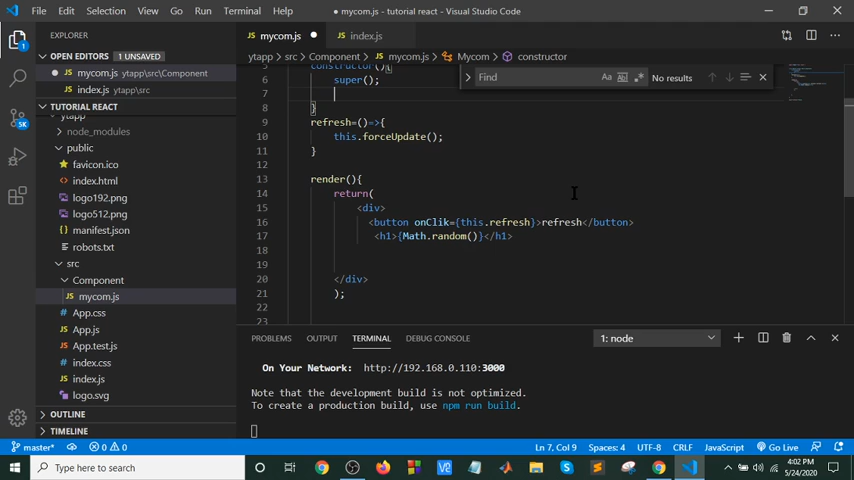 File Edit Selection View Go Run Terminal Help
● mycom.js - tutorial react - Visual Studio Code
EXPLORER
OPEN EDITORS 1 UNSAVED
mycom.js ytapp\src\Component
index.js ytapp\src
TUTORIAL REACT
ytapp
node_modules
public
favicon.ico
index.html
logo192.png
logo512.png
manifest.json
robots.txt
src
Component
mycom.js
App.css
App.js
App.test.js
index.css
index.js
logo.svg
OUTLINE
TIMELINE
1
5K
mycom.js ● index.js
ytapp > src > Component > mycom.js > Mycom > constructor
Find Aa Ab No results
5 constructor(){
6 super();
7
8 }
9 refresh=()=>{
10 this.forceUpdate();
11 }
12
13 render(){
14 return(
15 <div>
16 <button onClik={this.refresh}>refresh</button>
17 <h1>{Math.random()}</h1>
18
19
20 </div>
21 );
22
23
PROBLEMS OUTPUT TERMINAL DEBUG CONSOLE 1: node
On Your Network: http://192.168.0.110:3000
Note that the development build is not optimized.
To create a production build, use npm run build.
master* 0 0 Ln 7, Col 9 Spaces: 4 UTF-8 CRLF JavaScript Go Live
Type here to search
4:02 PM
5/24/2020